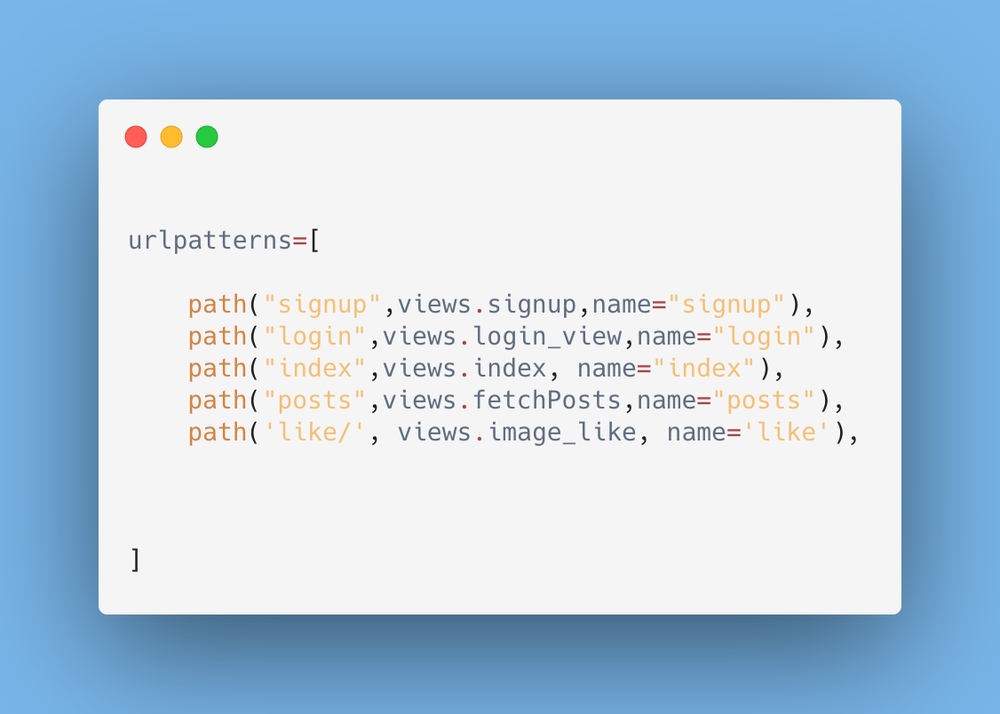 urlpatterns=[
path("signup",views.signup,name="signup"),
path("login",views.login_view,name="login"),
path("index",views.index, name="index"),
path("posts",views.fetchPosts,name="posts"),
path('like/', views.image_like, name='like'),
]